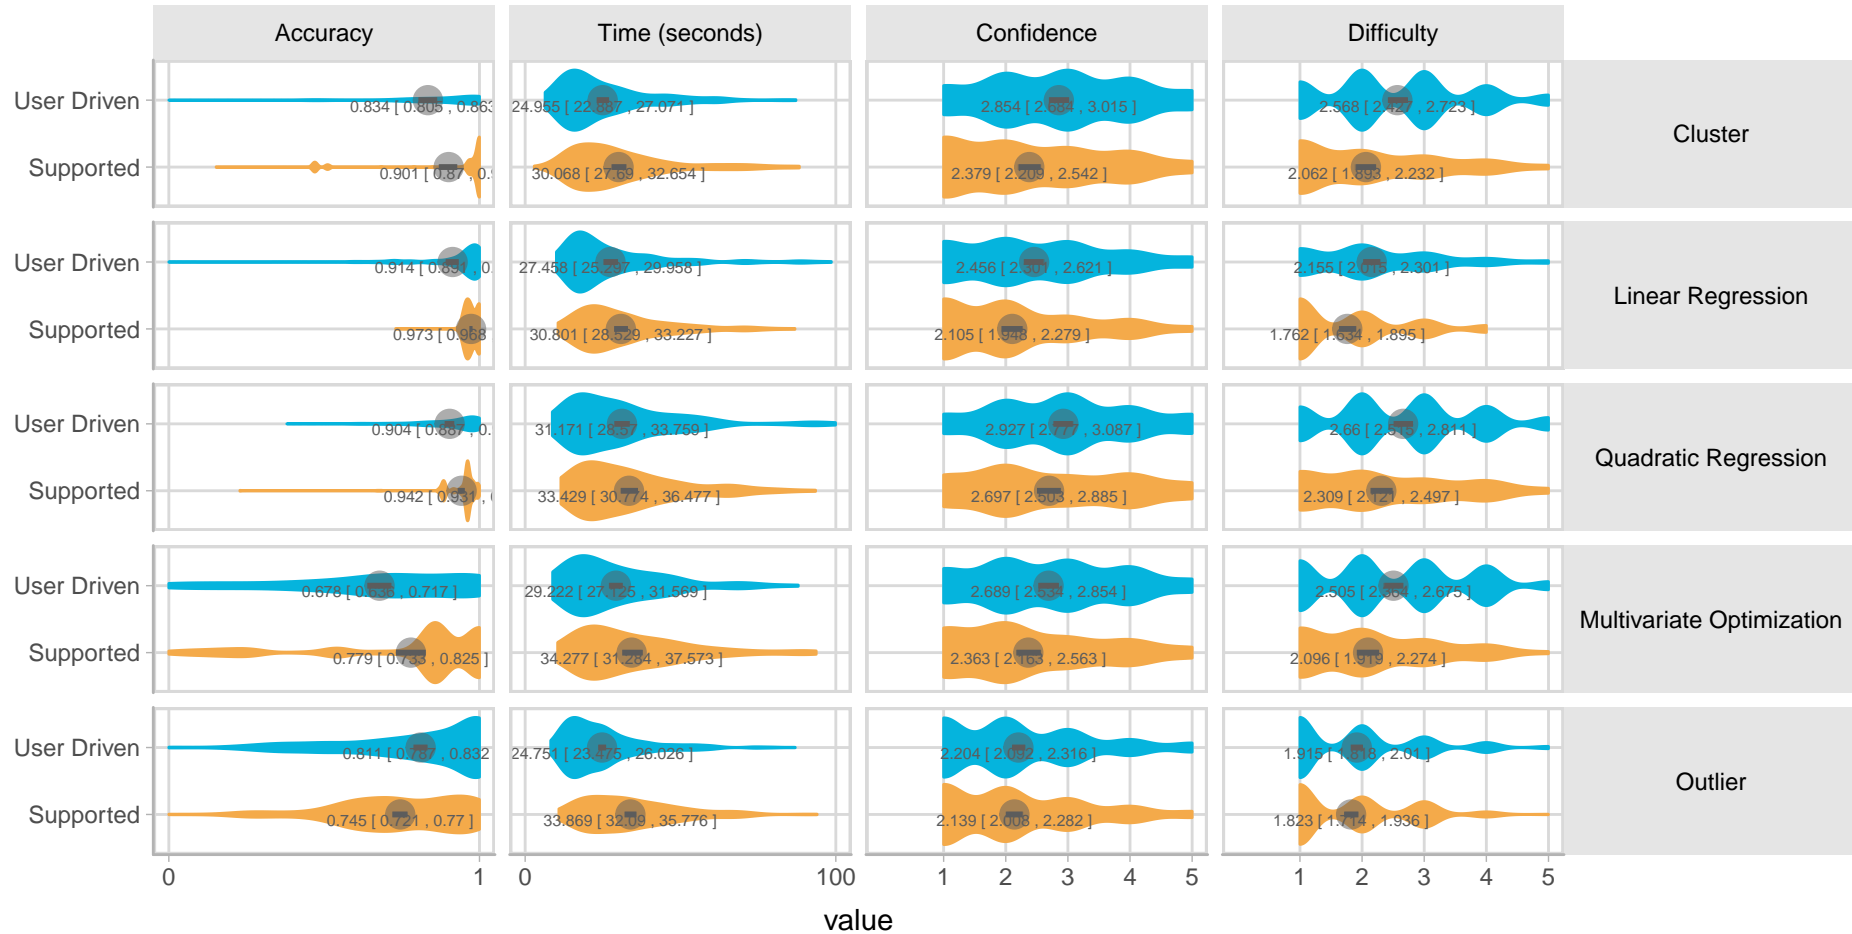 Accuracy Time (seconds) Confidence Difficulty
User Driven
0.834 [ 0.805 , 0.863
24.955 [ 22.887 , 27.071 ]
2.854 [ 2.684 , 3.015 ]
2.568 [ 2.427 , 2.723 ]
Cluster
Supported
0.901 [ 0.87 , 0.9
30.068 [ 27.69 , 32.654 ]
2.379 [ 2.209 , 2.542 ]
2.062 [ 1.893 , 2.232 ]
User Driven
0.914 [ 0.891 , 0.
27.458 [ 25.297 , 29.958 ]
2.456 [ 2.301 , 2.621 ]
2.155 [ 2.015 , 2.301 ]
Linear Regression
Supported
0.973 [ 0.968
30.801 [ 28.529 , 33.227 ]
2.105 [ 1.948 , 2.279 ]
1.762 [ 1.634 , 1.895 ]
User Driven
0.904 [ 0.887 , 0.
31.171 [ 28.57 , 33.759 ]
2.927 [ 2.777 , 3.087 ]
2.66 [ 2.515 , 2.811 ]
Quadratic Regression
Supported
0.942 [ 0.931 ,
33.429 [ 30.774 , 36.477 ]
2.697 [ 2.503 , 2.885 ]
2.309 [ 2.121 , 2.497 ]
User Driven
0.678 [ 0.636 , 0.717 ]
29.222 [ 27.125 , 31.569 ]
2.689 [ 2.534 , 2.854 ]
2.505 [ 2.364 , 2.675 ]
Multivariate Optimization
Supported
0.779 [ 0.733 , 0.825 ]
34.277 [ 31.284 , 37.573 ]
2.363 [ 2.163 , 2.563 ]
2.096 [ 1.919 , 2.274 ]
User Driven
0.811 [ 0.787 , 0.832
24.751 [ 23.475 , 26.026 ]
2.204 [ 2.092 , 2.316 ]
1.915 [ 1.818 , 2.01 ]
Outlier
Supported
0.745 [ 0.721 , 0.77 ]
33.869 [ 32.09 , 35.776 ]
2.139 [ 2.008 , 2.282 ]
1.823 [ 1.714 , 1.936 ]
0 1 0 100 1 2 3 4 5 1 2 3 4 5
value